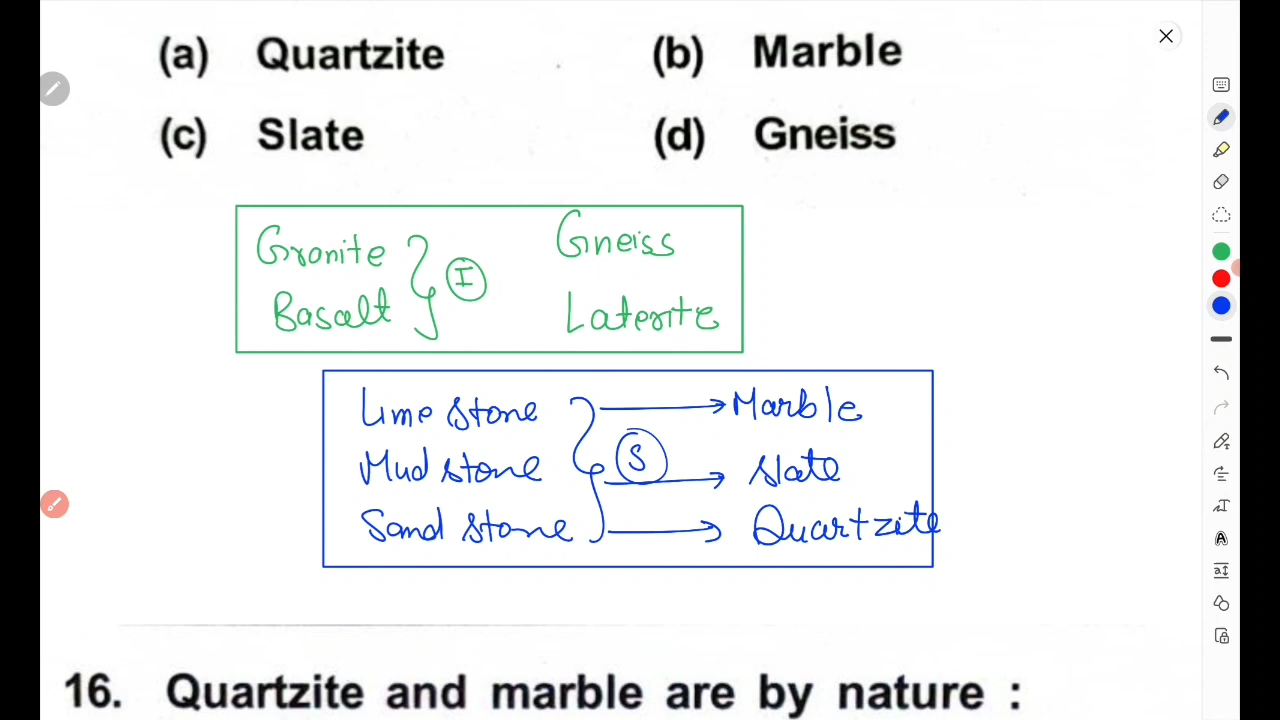 (a) Quartzite (b) Marble
(c) Slate (d) Gneiss
Gronite Gneiss
I
Basalt Laterite
Lime stone Marble
S
Mud stone Slate
Sand stone Quartzite
16. Quartzite and marble are by nature :